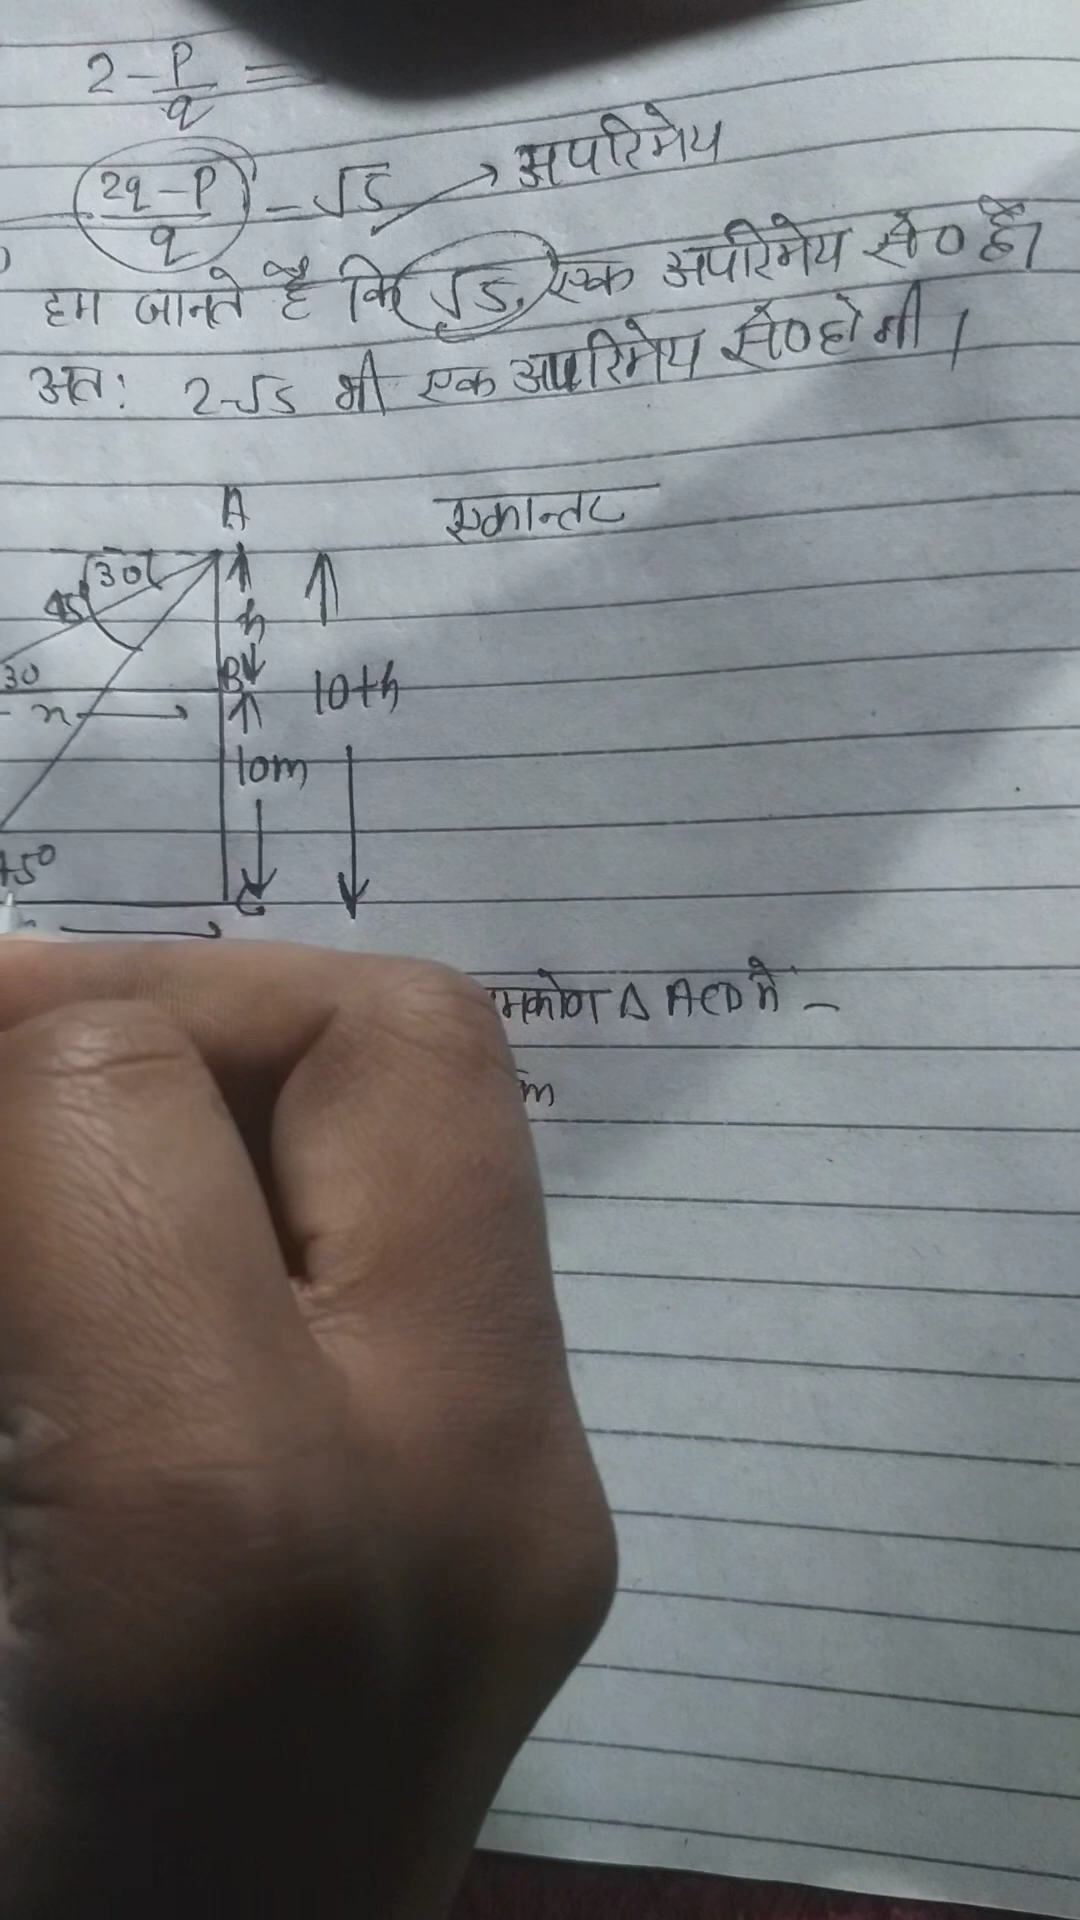 2 - p/q =
(2q - p)/q = √5 → अपरिमेय
हम जानते है कि √5 एक अपरिमेय सं० है।
अतः 2-√5 भी एक अपरिमेय सं० होगी।
A
एकान्तर
30
45°
h
30
B
10+h
x
10m
45°
C
मकोण Δ ACD में -
m